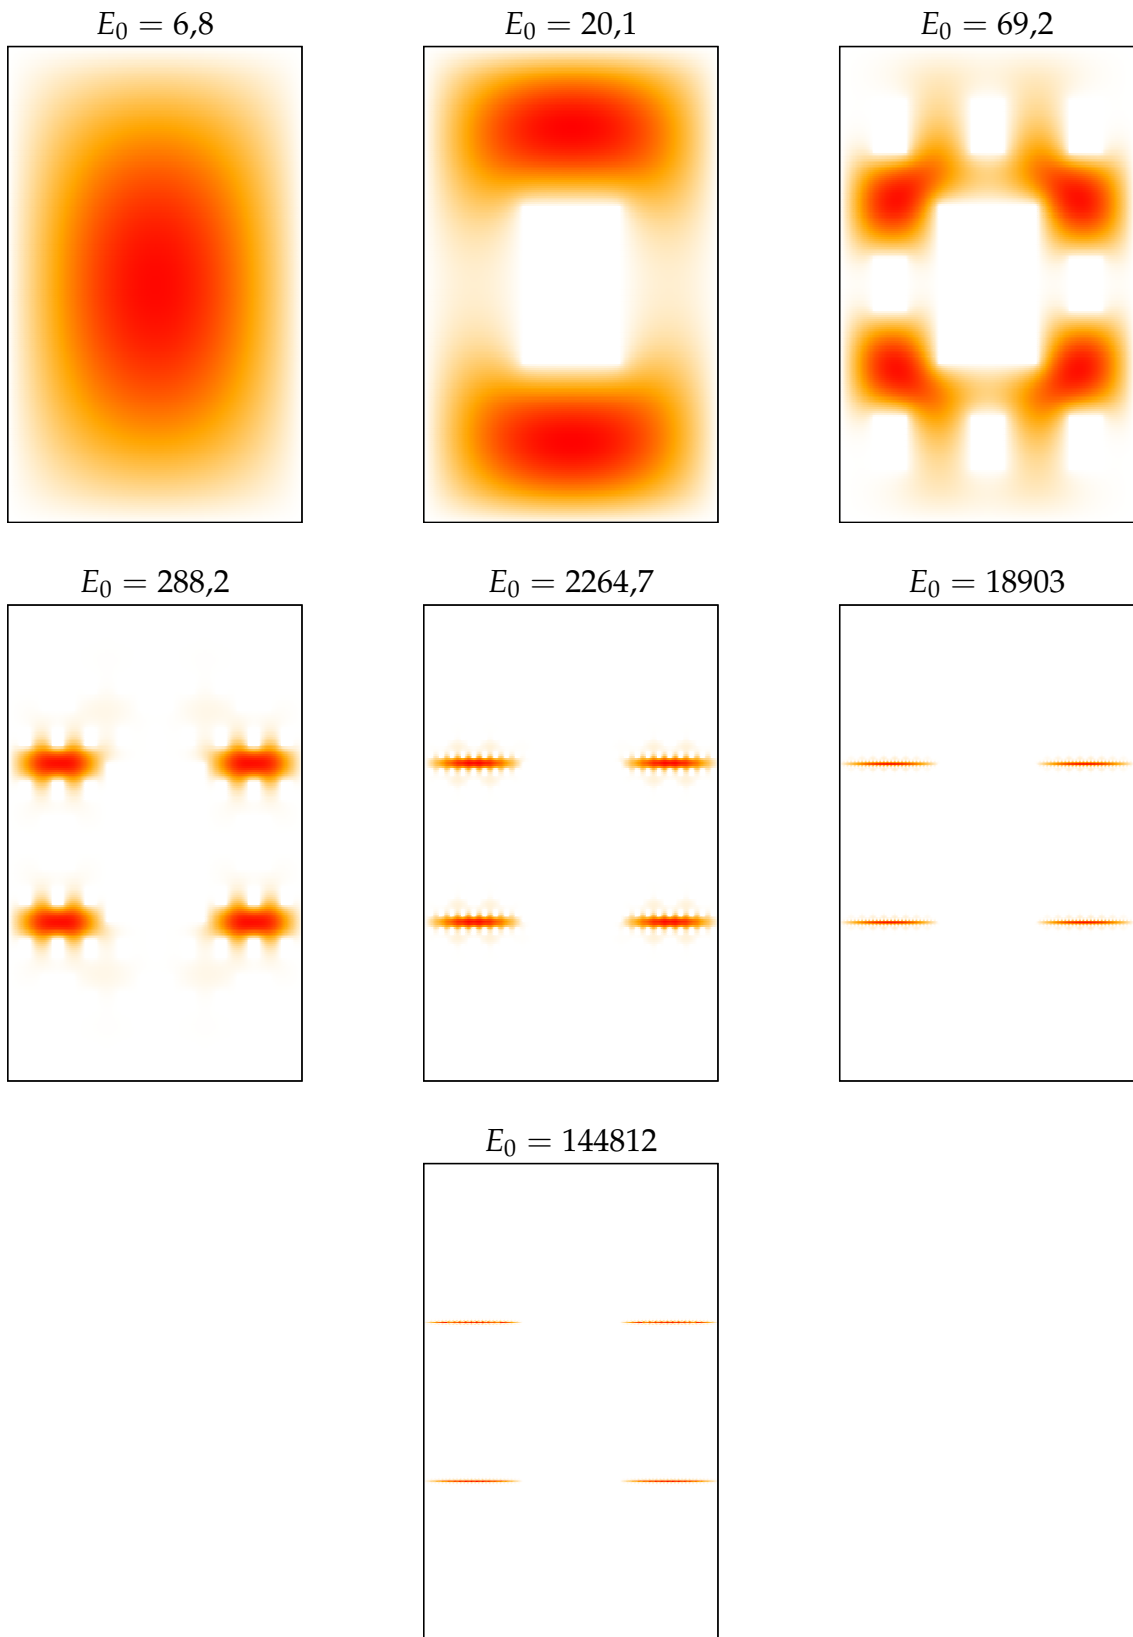 E₀ = 6,8
E₀ = 20,1
E₀ = 69,2
E₀ = 288,2
E₀ = 2264,7
E₀ = 18903
E₀ = 144812